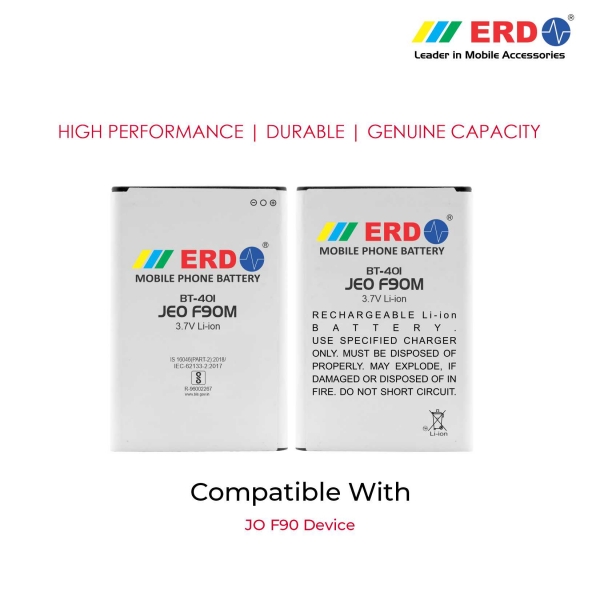 ERD®
Leader in Mobile Accessories
HIGH PERFORMANCE | DURABLE | GENUINE CAPACITY
ERD®
MOBILE PHONE BATTERY
BT-401
JEO F90M
3.7V Li-ion
IS 16046(PART-2):2018/
IEC-62133-2:2017
R-96002267
www.bis.gov.in
ERD®
MOBILE PHONE BATTERY
BT-401
JEO F90M
3.7V Li-ion
RECHARGEABLE Li-ion
BATTERY.
USE SPECIFIED CHARGER
ONLY. MUST BE DISPOSED OF
PROPERLY. MAY EXPLODE, IF
DAMAGED OR DISPOSED OF IN
FIRE. DO NOT SHORT CIRCUIT.
Li-ion
Compatible With
JO F90 Device